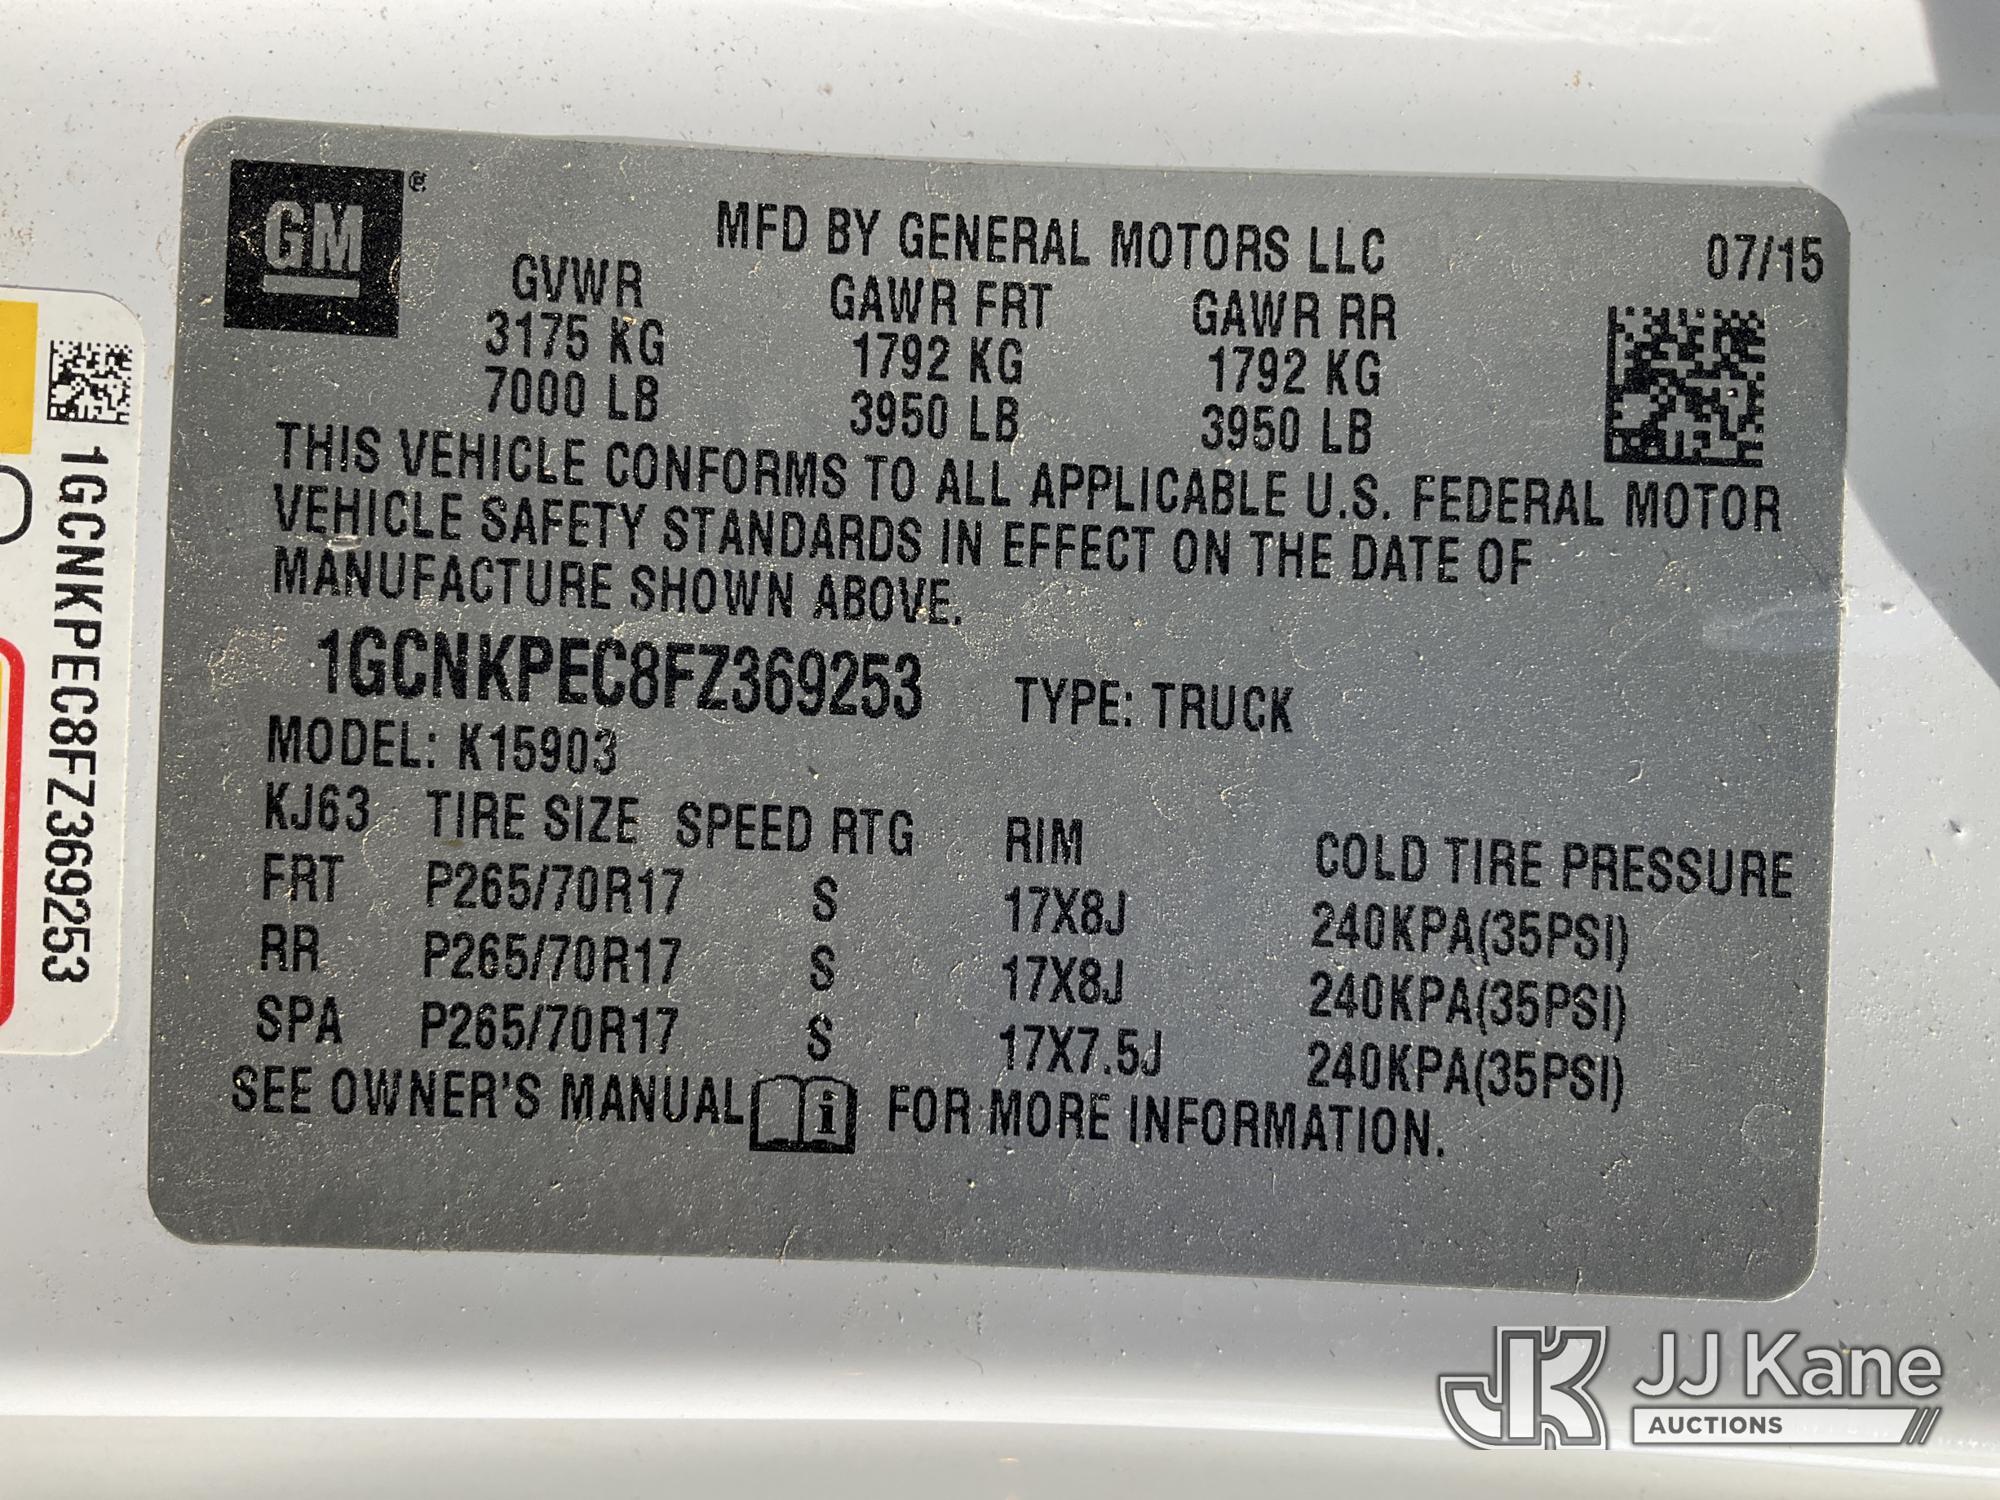 GM ®
MFD BY GENERAL MOTORS LLC 07/15
GVWR GAWR FRT GAWR RR
3175 KG 1792 KG 1792 KG
7000 LB 3950 LB 3950 LB
THIS VEHICLE CONFORMS TO ALL APPLICABLE U.S. FEDERAL MOTOR
VEHICLE SAFETY STANDARDS IN EFFECT ON THE DATE OF
MANUFACTURE SHOWN ABOVE.
1GCNKPEC8FZ369253 TYPE: TRUCK
MODEL: K15903
KJ63 TIRE SIZE SPEED RTG RIM COLD TIRE PRESSURE
FRT P265/70R17 S 17X8J 240KPA(35PSI)
RR P265/70R17 S 17X8J 240KPA(35PSI)
SPA P265/70R17 S 17X7.5J 240KPA(35PSI)
SEE OWNER'S MANUAL i FOR MORE INFORMATION.
1GCNKPEC8FZ369253
JK JJ Kane
AUCTIONS